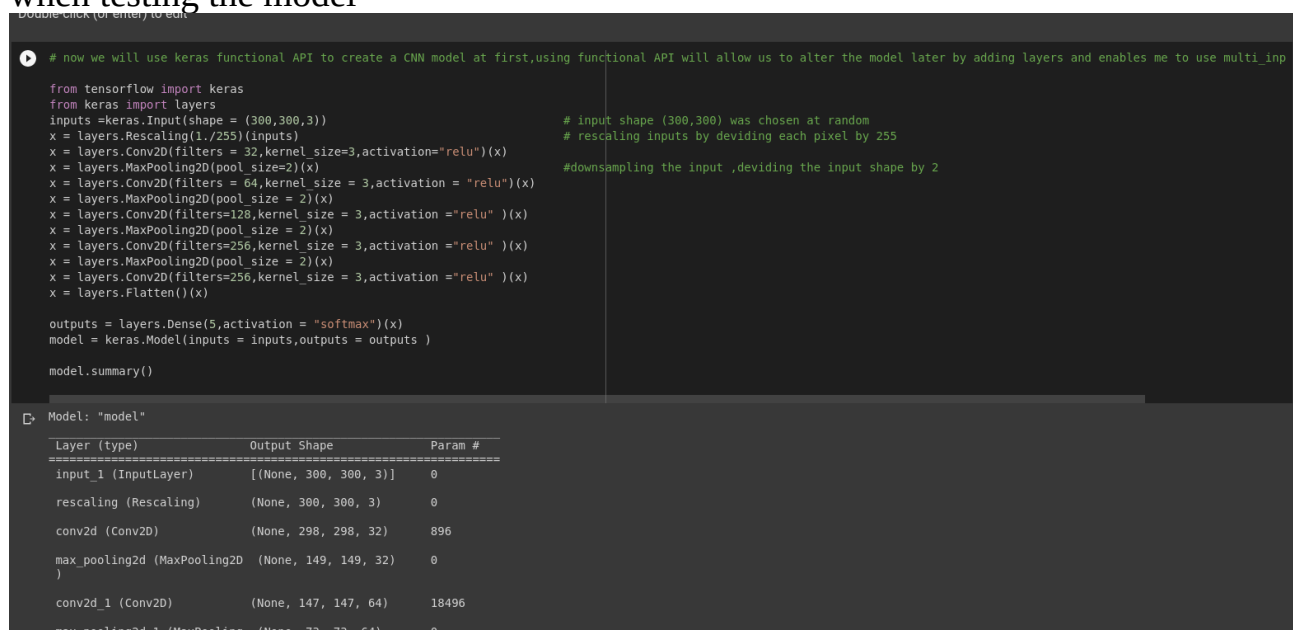 when testing the model
Double-click (or enter) to edit
# now we will use keras functional API to create a CNN model at first,using functional API will allow us to alter the model later by adding layers and enables me to use multi_inp
from tensorflow import keras
from keras import layers
inputs =keras.Input(shape = (300,300,3)) # input shape (300,300) was chosen at random
x = layers.Rescaling(1./255)(inputs) # rescaling inputs by deviding each pixel by 255
x = layers.Conv2D(filters = 32,kernel_size=3,activation="relu")(x)
x = layers.MaxPooling2D(pool_size=2)(x) #downsampling the input ,deviding the input shape by 2
x = layers.Conv2D(filters = 64,kernel_size = 3,activation = "relu")(x)
x = layers.MaxPooling2D(pool_size = 2)(x)
x = layers.Conv2D(filters=128,kernel_size = 3,activation ="relu" )(x)
x = layers.MaxPooling2D(pool_size = 2)(x)
x = layers.Conv2D(filters=256,kernel_size = 3,activation ="relu" )(x)
x = layers.MaxPooling2D(pool_size = 2)(x)
x = layers.Conv2D(filters=256,kernel_size = 3,activation ="relu" )(x)
x = layers.Flatten()(x)
outputs = layers.Dense(5,activation = "softmax")(x)
model = keras.Model(inputs = inputs,outputs = outputs )
model.summary()
Model: "model"
Layer (type) Output Shape Param #
=================================================================
input_1 (InputLayer) [(None, 300, 300, 3)] 0
rescaling (Rescaling) (None, 300, 300, 3) 0
conv2d (Conv2D) (None, 298, 298, 32) 896
max_pooling2d (MaxPooling2D (None, 149, 149, 32) 0
)
conv2d_1 (Conv2D) (None, 147, 147, 64) 18496
max_pooling2d_1 (MaxPooling (None, 73, 73, 64) 0